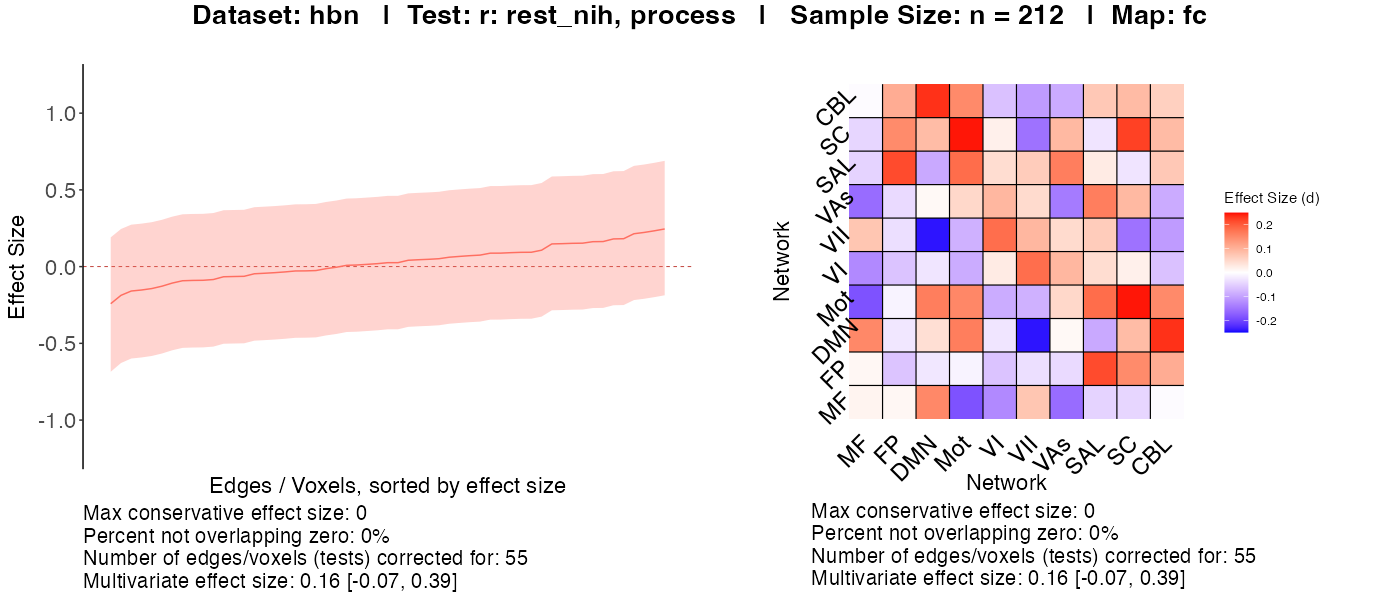 Dataset: hbn | Test: r: rest_nih, process | Sample Size: n = 212 | Map: fc
1.0
0.5
0.0
-0.5
-1.0
Effect Size
Edges / Voxels, sorted by effect size
Max conservative effect size: 0
Percent not overlapping zero: 0%
Number of edges/voxels (tests) corrected for: 55
Multivariate effect size: 0.16 [-0.07, 0.39]
CBL
SC
SAL
VAs
VII
VI
Mot
DMN
FP
MF
Network
MF
FP
DMN
Mot
VI
VII
VAs
SAL
SC
CBL
Network
Effect Size (d)
0.2
0.1
0.0
-0.1
-0.2
Max conservative effect size: 0
Percent not overlapping zero: 0%
Number of edges/voxels (tests) corrected for: 55
Multivariate effect size: 0.16 [-0.07, 0.39]